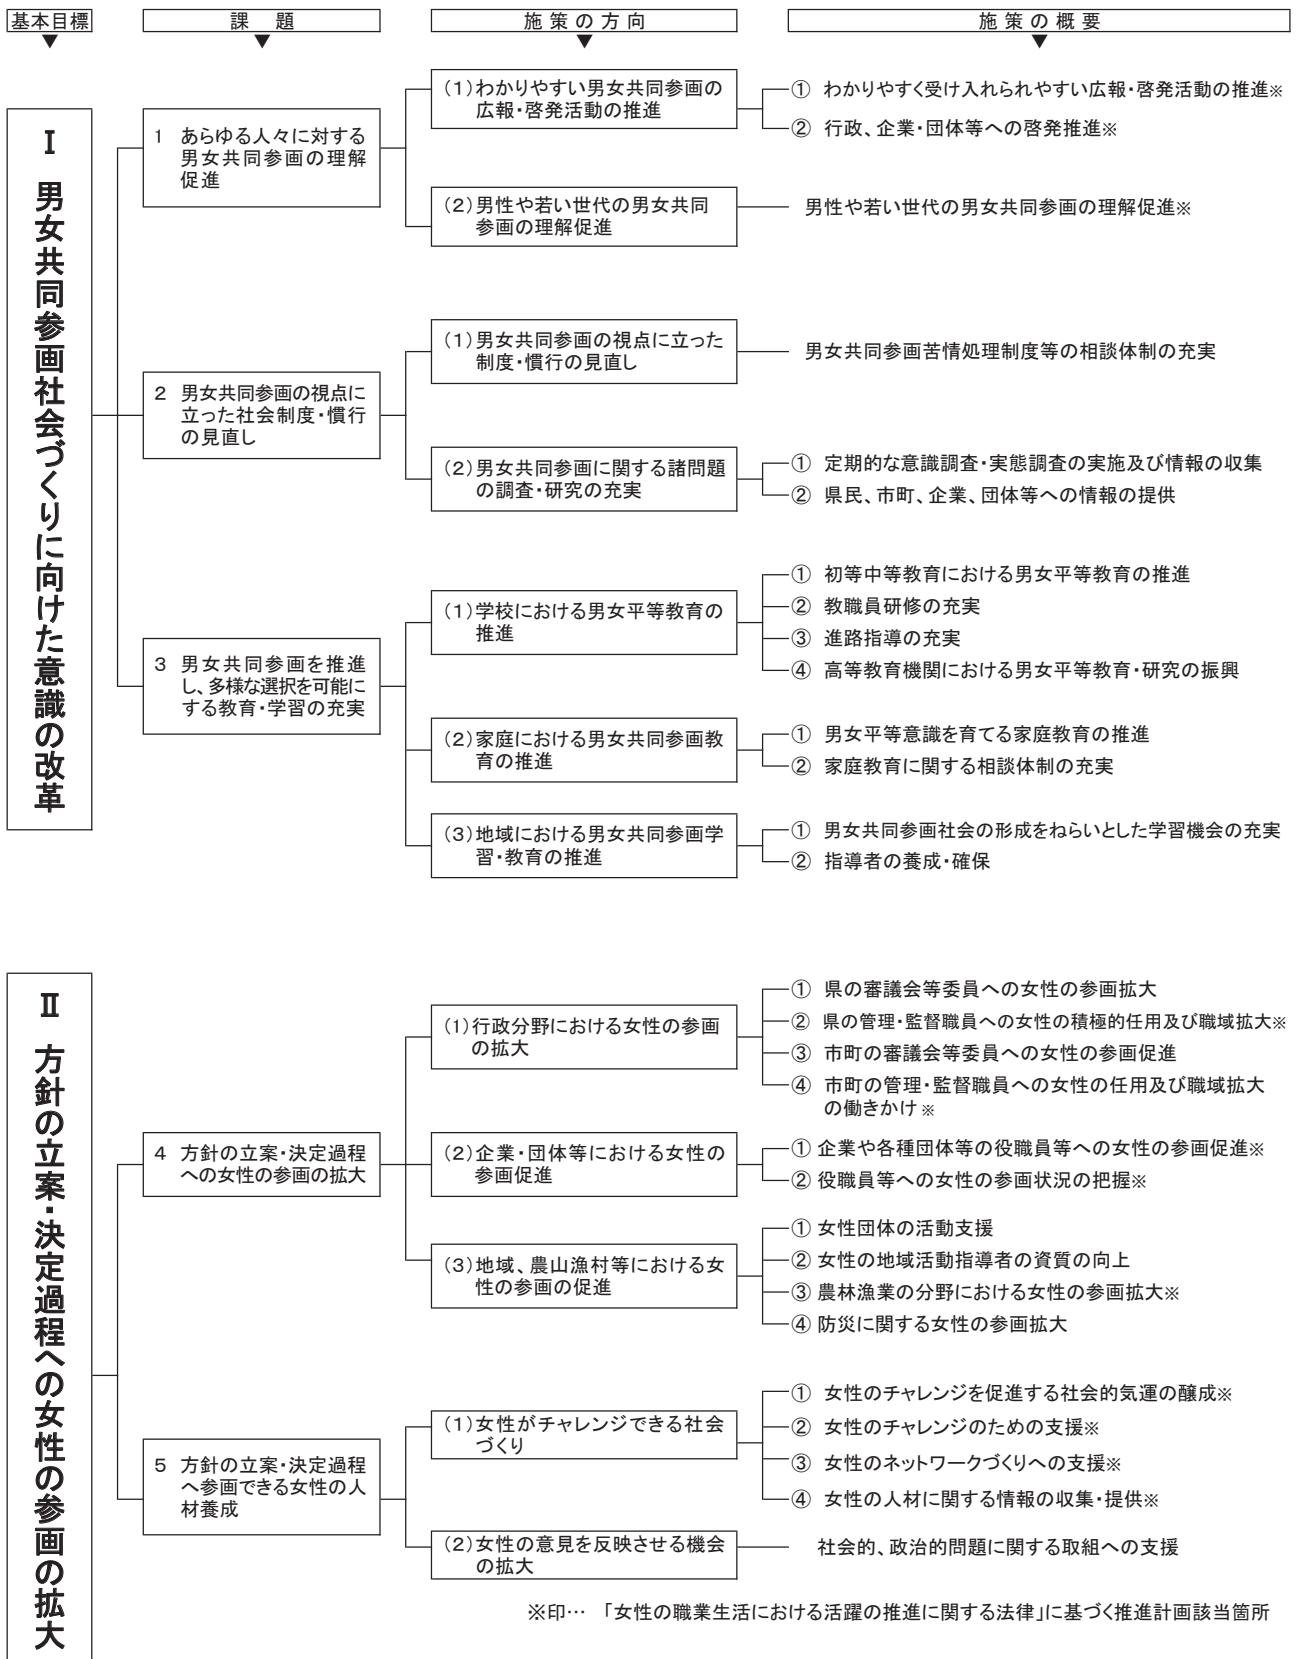 基本目標
課　題
施策の方向
施策の概要
▼ ▼ ▼ ▼
Ⅰ 男女共同参画社会づくりに向けた意識の改革
1 あらゆる人々に対する
男女共同参画の理解
促進
(1)わかりやすい男女共同参画の
広報・啓発活動の推進
① わかりやすく受け入れられやすい広報・啓発活動の推進※
② 行政、企業・団体等への啓発推進※
(2)男性や若い世代の男女共同
参画の理解促進
男性や若い世代の男女共同参画の理解促進※
2 男女共同参画の視点に
立った社会制度・慣行
の見直し
(1)男女共同参画の視点に立った
制度・慣行の見直し
男女共同参画苦情処理制度等の相談体制の充実
(2)男女共同参画に関する諸問題
の調査・研究の充実
① 定期的な意識調査・実態調査の実施及び情報の収集
② 県民、市町、企業、団体等への情報の提供
3 男女共同参画を推進
し、多様な選択を可能に
する教育・学習の充実
(1)学校における男女平等教育の
推進
① 初等中等教育における男女平等教育の推進
② 教職員研修の充実
③ 進路指導の充実
④ 高等教育機関における男女平等教育・研究の振興
(2)家庭における男女共同参画教
育の推進
① 男女平等意識を育てる家庭教育の推進
② 家庭教育に関する相談体制の充実
(3)地域における男女共同参画学
習・教育の推進
① 男女共同参画社会の形成をねらいとした学習機会の充実
② 指導者の養成・確保
Ⅱ 方針の立案・決定過程への女性の参画の拡大
4 方針の立案・決定過程
への女性の参画の拡大
(1)行政分野における女性の参画
の拡大
① 県の審議会等委員への女性の参画拡大
② 県の管理・監督職員への女性の積極的任用及び職域拡大※
③ 市町の審議会等委員への女性の参画促進
④ 市町の管理・監督職員への女性の任用及び職域拡大
の働きかけ※
(2)企業・団体等における女性の
参画促進
① 企業や各種団体等の役職員等への女性の参画促進※
② 役職員等への女性の参画状況の把握※
(3)地域、農山漁村等における女
性の参画の促進
① 女性団体の活動支援
② 女性の地域活動指導者の資質の向上
③ 農林漁業の分野における女性の参画拡大※
④ 防災に関する女性の参画拡大
5 方針の立案・決定過程
へ参画できる女性の人
材養成
(1)女性がチャレンジできる社会
づくり
① 女性のチャレンジを促進する社会的気運の醸成※
② 女性のチャレンジのための支援※
③ 女性のネットワークづくりへの支援※
④ 女性の人材に関する情報の収集・提供※
(2)女性の意見を反映させる機会
の拡大
社会的、政治的問題に関する取組への支援
※印… 「女性の職業生活における活躍の推進に関する法律」に基づく推進計画該当箇所